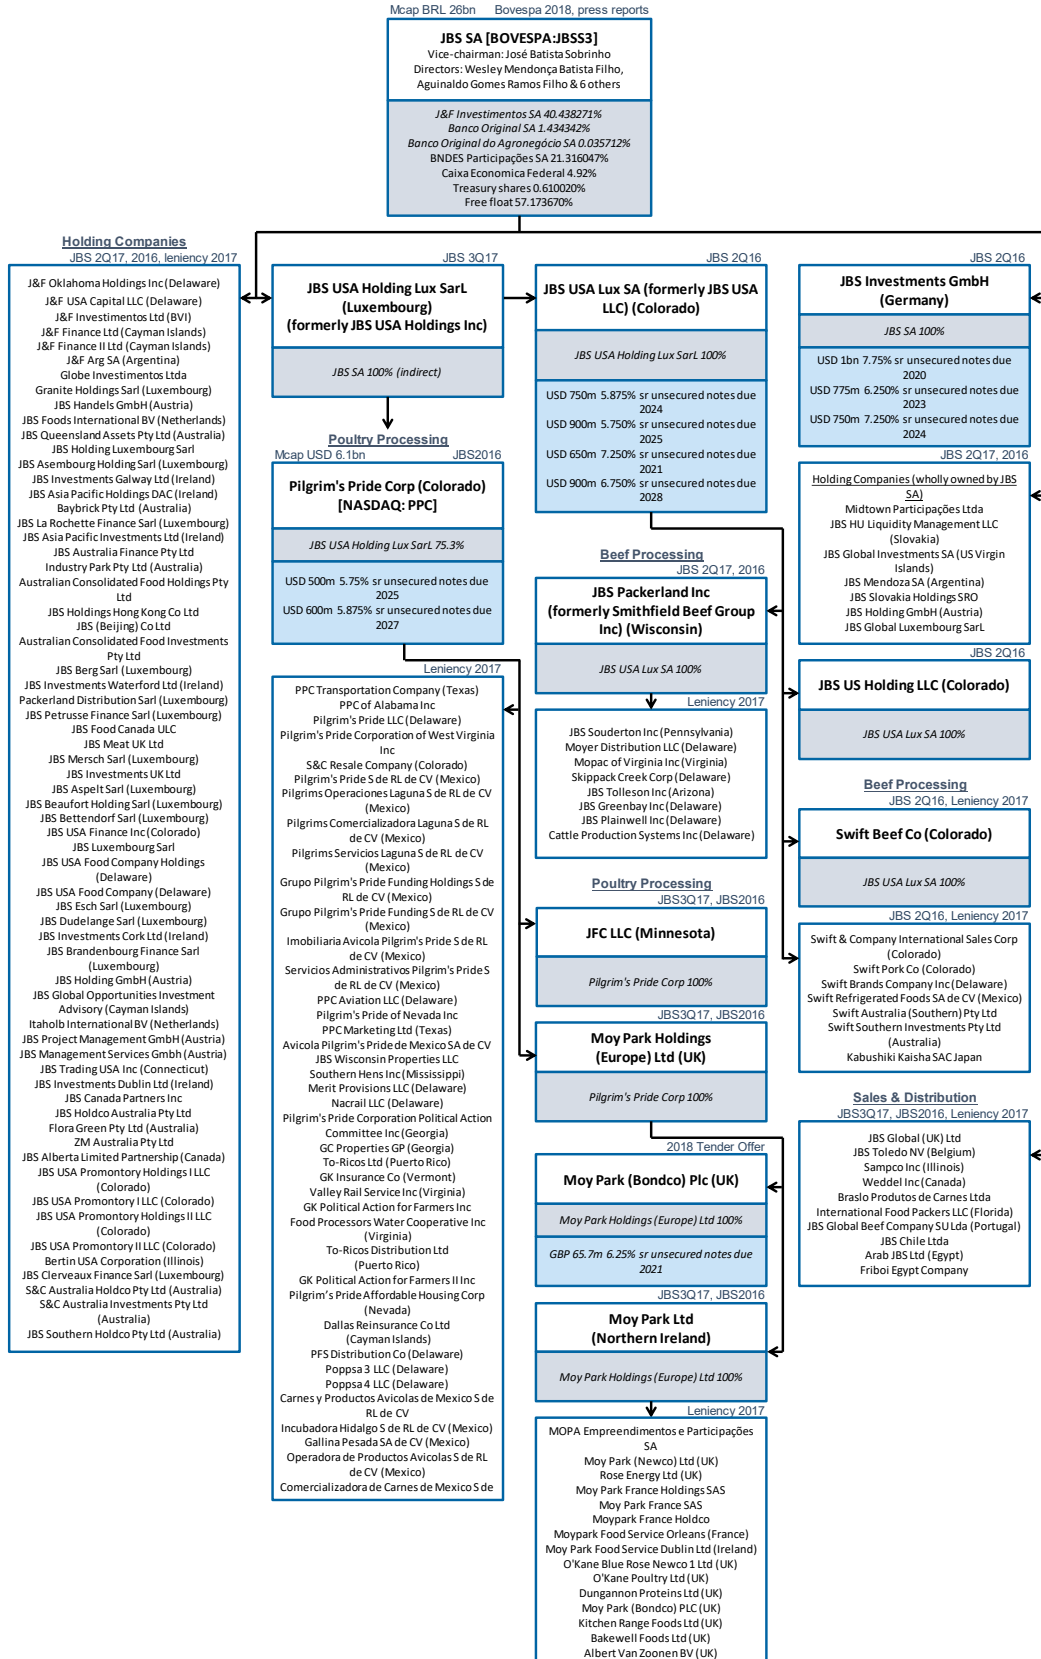 Mcap BRL 26bn Bovespa 2018, press reports
JBS SA [BOVESPA:JBSS3]
Vice-chairman: José Batista Sobrinho
Directors: Wesley Mendonça Batista Filho,
Aguinaldo Gomes Ramos Filho & 6 others
J&F Investimentos SA 40.438271%
Banco Original SA 1.434342%
Banco Original do Agronegócio SA 0.035712%
BNDES Participações SA 21.316047%
Caixa Economica Federal 4.92%
Treasury shares 0.610020%
Free float 57.173670%
Holding Companies
JBS 2Q17, 2016, leniency 2017
J&F Oklahoma Holdings Inc (Delaware)
J&F USA Capital LLC (Delaware)
J&F Investimentos Ltd (BVI)
J&F Finance Ltd (Cayman Islands)
J&F Finance II Ltd (Cayman Islands)
J&F Arg SA (Argentina)
Globe Investimentos Ltda
Granite Holdings Sarl (Luxembourg)
JBS Handels GmbH (Austria)
JBS Foods International BV (Netherlands)
JBS Queensland Assets Pty Ltd (Australia)
JBS Holding Luxembourg Sarl
JBS Asembourg Holding Sarl (Luxembourg)
JBS Investments Galway Ltd (Ireland)
JBS Asia Pacific Holdings DAC (Ireland)
Baybrick Pty Ltd (Australia)
JBS La Rochette Finance Sarl (Luxembourg)
JBS Asia Pacific Investments Ltd (Ireland)
JBS Australia Finance Pty Ltd
Industry Park Pty Ltd (Australia)
Australian Consolidated Food Holdings Pty
Ltd
JBS Holdings Hong Kong Co Ltd
JBS (Beijing) Co Ltd
Australian Consolidated Food Investments
Pty Ltd
JBS Berg Sarl (Luxembourg)
JBS Investments Waterford Ltd (Ireland)
Packerland Distribution Sarl (Luxembourg)
JBS Petrusse Finance Sarl (Luxembourg)
JBS Food Canada ULC
JBS Meat UK Ltd
JBS Mersch Sarl (Luxembourg)
JBS Investments UK Ltd
JBS Aspelt Sarl (Luxembourg)
JBS Beaufort Holding Sarl (Luxembourg)
JBS Bettendorf Sarl (Luxembourg)
JBS USA Finance Inc (Colorado)
JBS Luxembourg Sarl
JBS USA Food Company Holdings
(Delaware)
JBS USA Food Company (Delaware)
JBS Esch Sarl (Luxembourg)
JBS Dudelange Sarl (Luxembourg)
JBS Investments Cork Ltd (Ireland)
JBS Brandenbourg Finance Sarl
(Luxembourg)
JBS Holding GmbH (Austria)
JBS Global Opportunities Investment
Advisory (Cayman Islands)
Itaholb International BV (Netherlands)
JBS Project Management GmbH (Austria)
JBS Management Services Gmbh (Austria)
JBS Trading USA Inc (Connecticut)
JBS Investments Dublin Ltd (Ireland)
JBS Canada Partners Inc
JBS Holdco Australia Pty Ltd
Flora Green Pty Ltd (Australia)
ZM Australia Pty Ltd
JBS Alberta Limited Partnership (Canada)
JBS USA Promontory Holdings I LLC
(Colorado)
JBS USA Promontory I LLC (Colorado)
JBS USA Promontory Holdings II LLC
(Colorado)
JBS USA Promontory II LLC (Colorado)
Bertin USA Corporation (Illinois)
JBS Clerveaux Finance Sarl (Luxembourg)
S&C Australia Holdco Pty Ltd (Australia)
S&C Australia Investments Pty Ltd
(Australia)
JBS Southern Holdco Pty Ltd (Australia)
JBS 3Q17
JBS USA Holding Lux SarL
(Luxembourg)
(formerly JBS USA Holdings Inc)
JBS SA 100% (indirect)
Poultry Processing
Mcap USD 6.1bn JBS2016
Pilgrim's Pride Corp (Colorado)
[NASDAQ: PPC]
JBS USA Holding Lux SarL 75.3%
USD 500m 5.75% sr unsecured notes due
2025
USD 600m 5.875% sr unsecured notes due
2027
Leniency 2017
PPC Transportation Company (Texas)
PPC of Alabama Inc
Pilgrim's Pride LLC (Delaware)
Pilgrim's Pride Corporation of West Virginia
Inc
S&C Resale Company (Colorado)
Pilgrim's Pride S de RL de CV (Mexico)
Pilgrims Operaciones Laguna S de RL de CV
(Mexico)
Pilgrims Comercializadora Laguna S de RL
de CV (Mexico)
Pilgrims Servicios Laguna S de RL de CV
(Mexico)
Grupo Pilgrim's Pride Funding Holdings S de
RL de CV (Mexico)
Grupo Pilgrim's Pride Funding S de RL de CV
(Mexico)
Imobiliaria Avicola Pilgrim's Pride S de RL
de CV (Mexico)
Servicios Administrativos Pilgrim's Pride S
de RL de CV (Mexico)
PPC Aviation LLC (Delaware)
Pilgrim's Pride of Nevada Inc
PPC Marketing Ltd (Texas)
Avicola Pilgrim's Pride de Mexico SA de CV
JBS Wisconsin Properties LLC
Southern Hens Inc (Mississippi)
Merit Provisions LLC (Delaware)
Nacrail LLC (Delaware)
Pilgrim's Pride Corporation Political Action
Committee Inc (Georgia)
GC Properties GP (Georgia)
To-Ricos Ltd (Puerto Rico)
GK Insurance Co (Vermont)
Valley Rail Service Inc (Virginia)
GK Political Action for Farmers Inc
Food Processors Water Cooperative Inc
(Virginia)
To-Ricos Distribution Ltd
(Puerto Rico)
GK Political Action for Farmers II Inc
Pilgrim's Pride Affordable Housing Corp
(Nevada)
Dallas Reinsurance Co Ltd
(Cayman Islands)
PFS Distribution Co (Delaware)
Poppsa 3 LLC (Delaware)
Poppsa 4 LLC (Delaware)
Carnes y Productos Avicolas de Mexico S de
RL de CV
Incubadora Hidalgo S de RL de CV (Mexico)
Gallina Pesada SA de CV (Mexico)
Operadora de Productos Avicolas S de RL
de CV (Mexico)
Comercializadora de Carnes de Mexico S de
JBS 2Q16
JBS USA Lux SA (formerly JBS USA
LLC) (Colorado)
JBS USA Holding Lux SarL 100%
USD 750m 5.875% sr unsecured notes due
2024
USD 900m 5.750% sr unsecured notes due
2025
USD 650m 7.250% sr unsecured notes due
2021
USD 900m 6.750% sr unsecured notes due
2028
Beef Processing
JBS 2Q17, 2016
JBS Packerland Inc
(formerly Smithfield Beef Group
Inc) (Wisconsin)
JBS USA Lux SA 100%
Leniency 2017
JBS Souderton Inc (Pennsylvania)
Moyer Distribution LLC (Delaware)
Mopac of Virginia Inc (Virginia)
Skippack Creek Corp (Delaware)
JBS Tolleson Inc (Arizona)
JBS Greenbay Inc (Delaware)
JBS Plainwell Inc (Delaware)
Cattle Production Systems Inc (Delaware)
Poultry Processing
JBS3Q17, JBS2016
JFC LLC (Minnesota)
Pilgrim's Pride Corp 100%
JBS3Q17, JBS2016
Moy Park Holdings
(Europe) Ltd (UK)
Pilgrim's Pride Corp 100%
2018 Tender Offer
Moy Park (Bondco) Plc (UK)
Moy Park Holdings (Europe) Ltd 100%
GBP 65.7m 6.25% sr unsecured notes due
2021
JBS3Q17, JBS2016
Moy Park Ltd
(Northern Ireland)
Moy Park Holdings (Europe) Ltd 100%
Leniency 2017
MOPA Empreendimentos e Participações
SA
Moy Park (Newco) Ltd (UK)
Rose Energy Ltd (UK)
Moy Park France Holdings SAS
Moy Park France SAS
Moypark France Holdco
Moypark Food Service Orleans (France)
Moy Park Food Service Dublin Ltd (Ireland)
O'Kane Blue Rose Newco 1 Ltd (UK)
O'Kane Poultry Ltd (UK)
Dungannon Proteins Ltd (UK)
Moy Park (Bondco) PLC (UK)
Kitchen Range Foods Ltd (UK)
Bakewell Foods Ltd (UK)
Albert Van Zoonen BV (UK)
JBS 2Q16
JBS Investments GmbH
(Germany)
JBS SA 100%
USD 1bn 7.75% sr unsecured notes due
2020
USD 775m 6.250% sr unsecured notes due
2023
USD 750m 7.250% sr unsecured notes due
2024
JBS 2Q17, 2016
Holding Companies (wholly owned by JBS
SA)
Midtown Participações Ltda
JBS HU Liquidity Management LLC
(Slovakia)
JBS Global Investments SA (US Virgin
Islands)
JBS Mendoza SA (Argentina)
JBS Slovakia Holdings SRO
JBS Holding GmbH (Austria)
JBS Global Luxembourg SarL
JBS 2Q16
JBS US Holding LLC (Colorado)
JBS USA Lux SA 100%
Beef Processing
JBS 2Q16, Leniency 2017
Swift Beef Co (Colorado)
JBS USA Lux SA 100%
JBS 2Q16, Leniency 2017
Swift & Company International Sales Corp
(Colorado)
Swift Pork Co (Colorado)
Swift Brands Company Inc (Delaware)
Swift Refrigerated Foods SA de CV (Mexico)
Swift Australia (Southern) Pty Ltd
Swift Southern Investments Pty Ltd
(Australia)
Kabushiki Kaisha SAC Japan
Sales & Distribution
JBS3Q17, JBS2016, Leniency 2017
JBS Global (UK) Ltd
JBS Toledo NV (Belgium)
Sampco Inc (Illinois)
Weddel Inc (Canada)
Braslo Produtos de Carnes Ltda
International Food Packers LLC (Florida)
JBS Global Beef Company SU Lda (Portugal)
JBS Chile Ltda
Arab JBS Ltd (Egypt)
Friboi Egypt Company